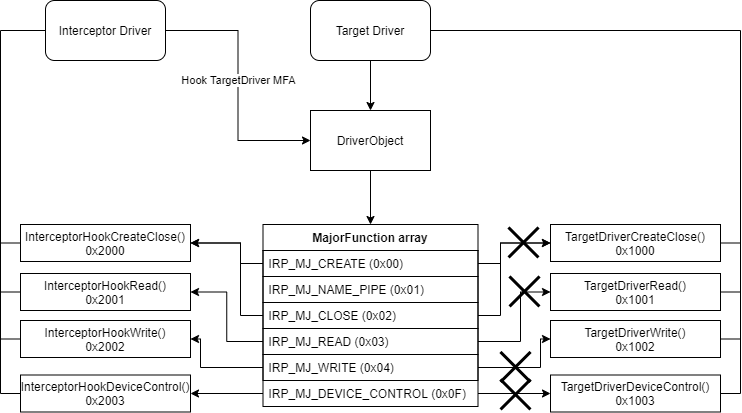 Interceptor Driver
Target Driver
Hook TargetDriver MFA
DriverObject
InterceptorHookCreateClose()
0x2000
InterceptorHookRead()
0x2001
InterceptorHookWrite()
0x2002
InterceptorHookDeviceControl()
0x2003
MajorFunction array
IRP_MJ_CREATE (0x00)
IRP_MJ_NAME_PIPE (0x01)
IRP_MJ_CLOSE (0x02)
IRP_MJ_READ (0x03)
IRP_MJ_WRITE (0x04)
IRP_MJ_DEVICE_CONTROL (0x0F)
TargetDriverCreateClose()
0x1000
TargetDriverRead()
0x1001
TargetDriverWrite()
0x1002
TargetDriverDeviceControl()
0x1003